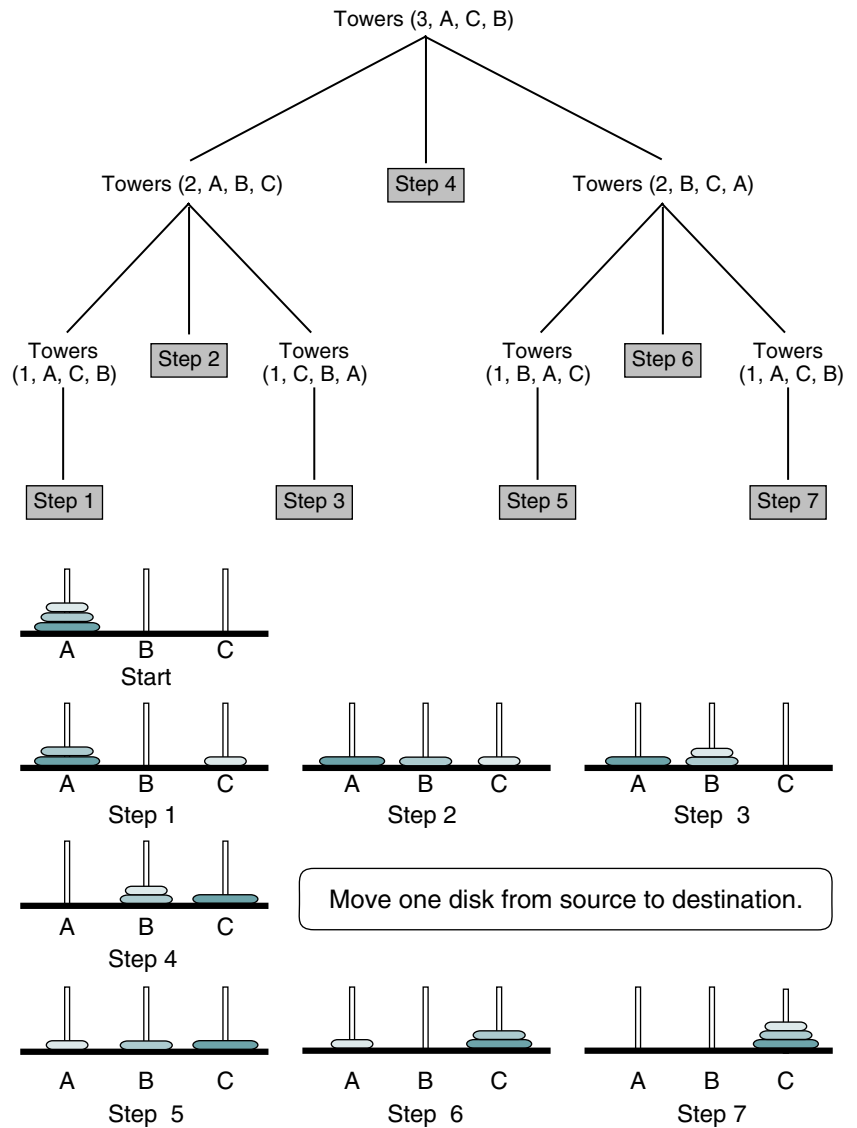 Towers (3, A, C, B)
Towers (2, A, B, C)
Step 4
Towers (2, B, C, A)
Towers
(1, A, C, B)
Step 2
Towers
(1, C, B, A)
Towers
(1, B, A, C)
Step 6
Towers
(1, A, C, B)
Step 1
Step 3
Step 5
Step 7
A B C
Start
A B C
Step 1
A B C
Step 2
A B C
Step 3
A B C
Step 4
Move one disk from source to destination.
A B C
Step 5
A B C
Step 6
A B C
Step 7